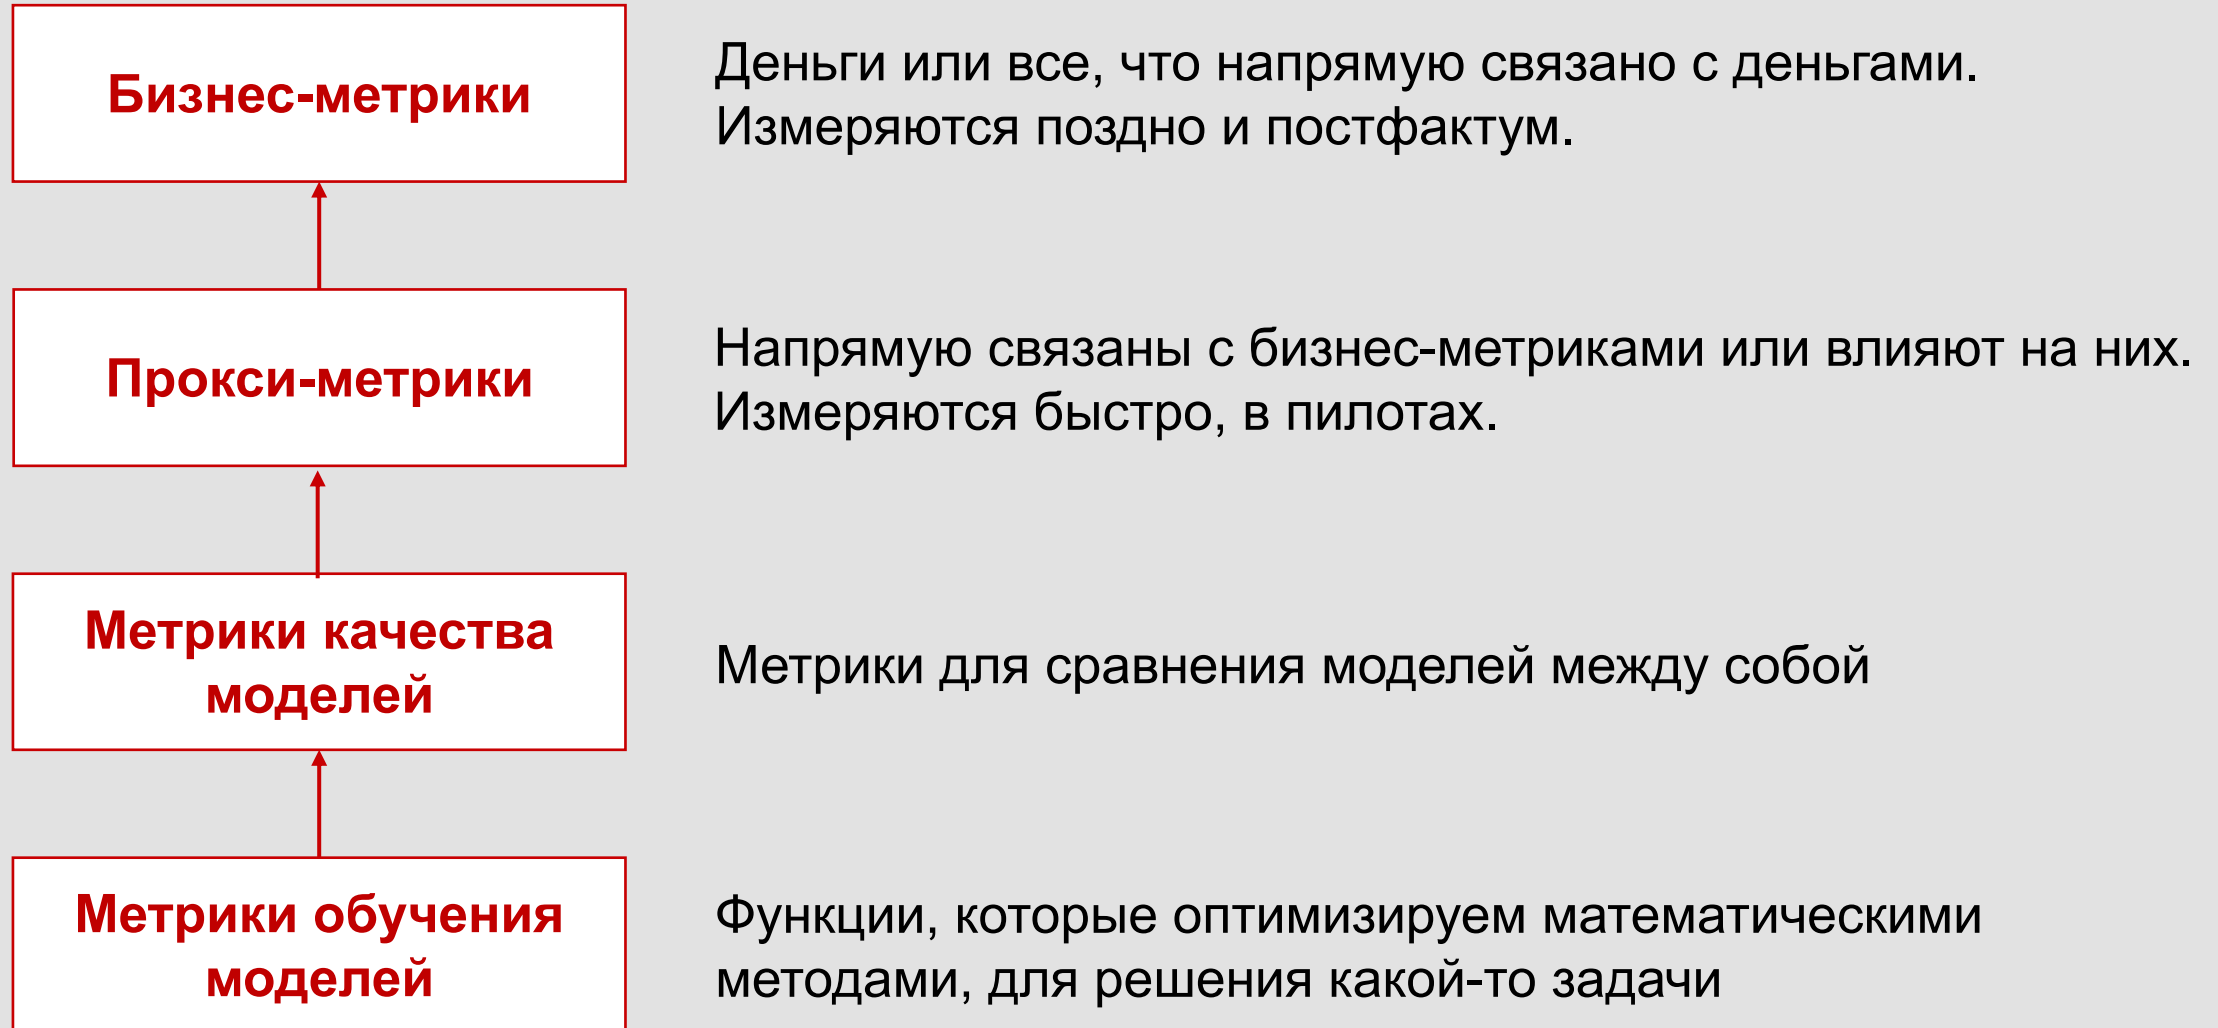 Бизнес-метрики
Деньги или все, что напрямую связано с деньгами.
Измеряются поздно и постфактум.
Прокси-метрики
Напрямую связаны с бизнес-метриками или влияют на них.
Измеряются быстро, в пилотах.
Метрики качества
моделей
Метрики для сравнения моделей между собой
Метрики обучения
моделей
Функции, которые оптимизируем математическими
методами, для решения какой-то задачи